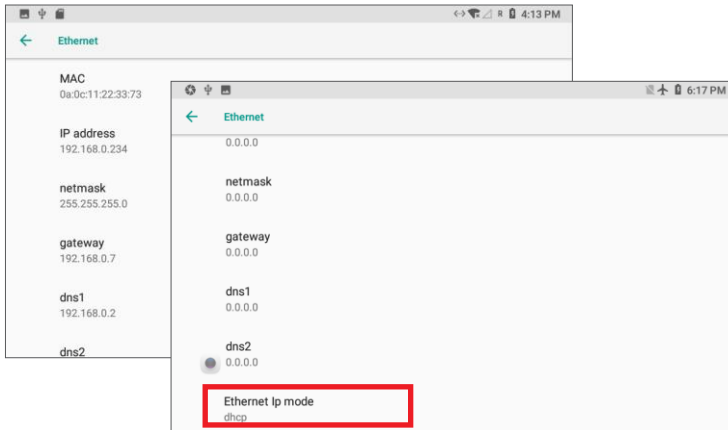 R 4:13 PM
Ethernet
MAC
0a:0c:11:22:33:73
IP address
192.168.0.234
netmask
255.255.255.0
gateway
192.168.0.7
dns1
192.168.0.2
dns2
6:17 PM
Ethernet
0.0.0.0
netmask
0.0.0.0
gateway
0.0.0.0
dns1
0.0.0.0
dns2
0.0.0.0
Ethernet Ip mode
dhcp